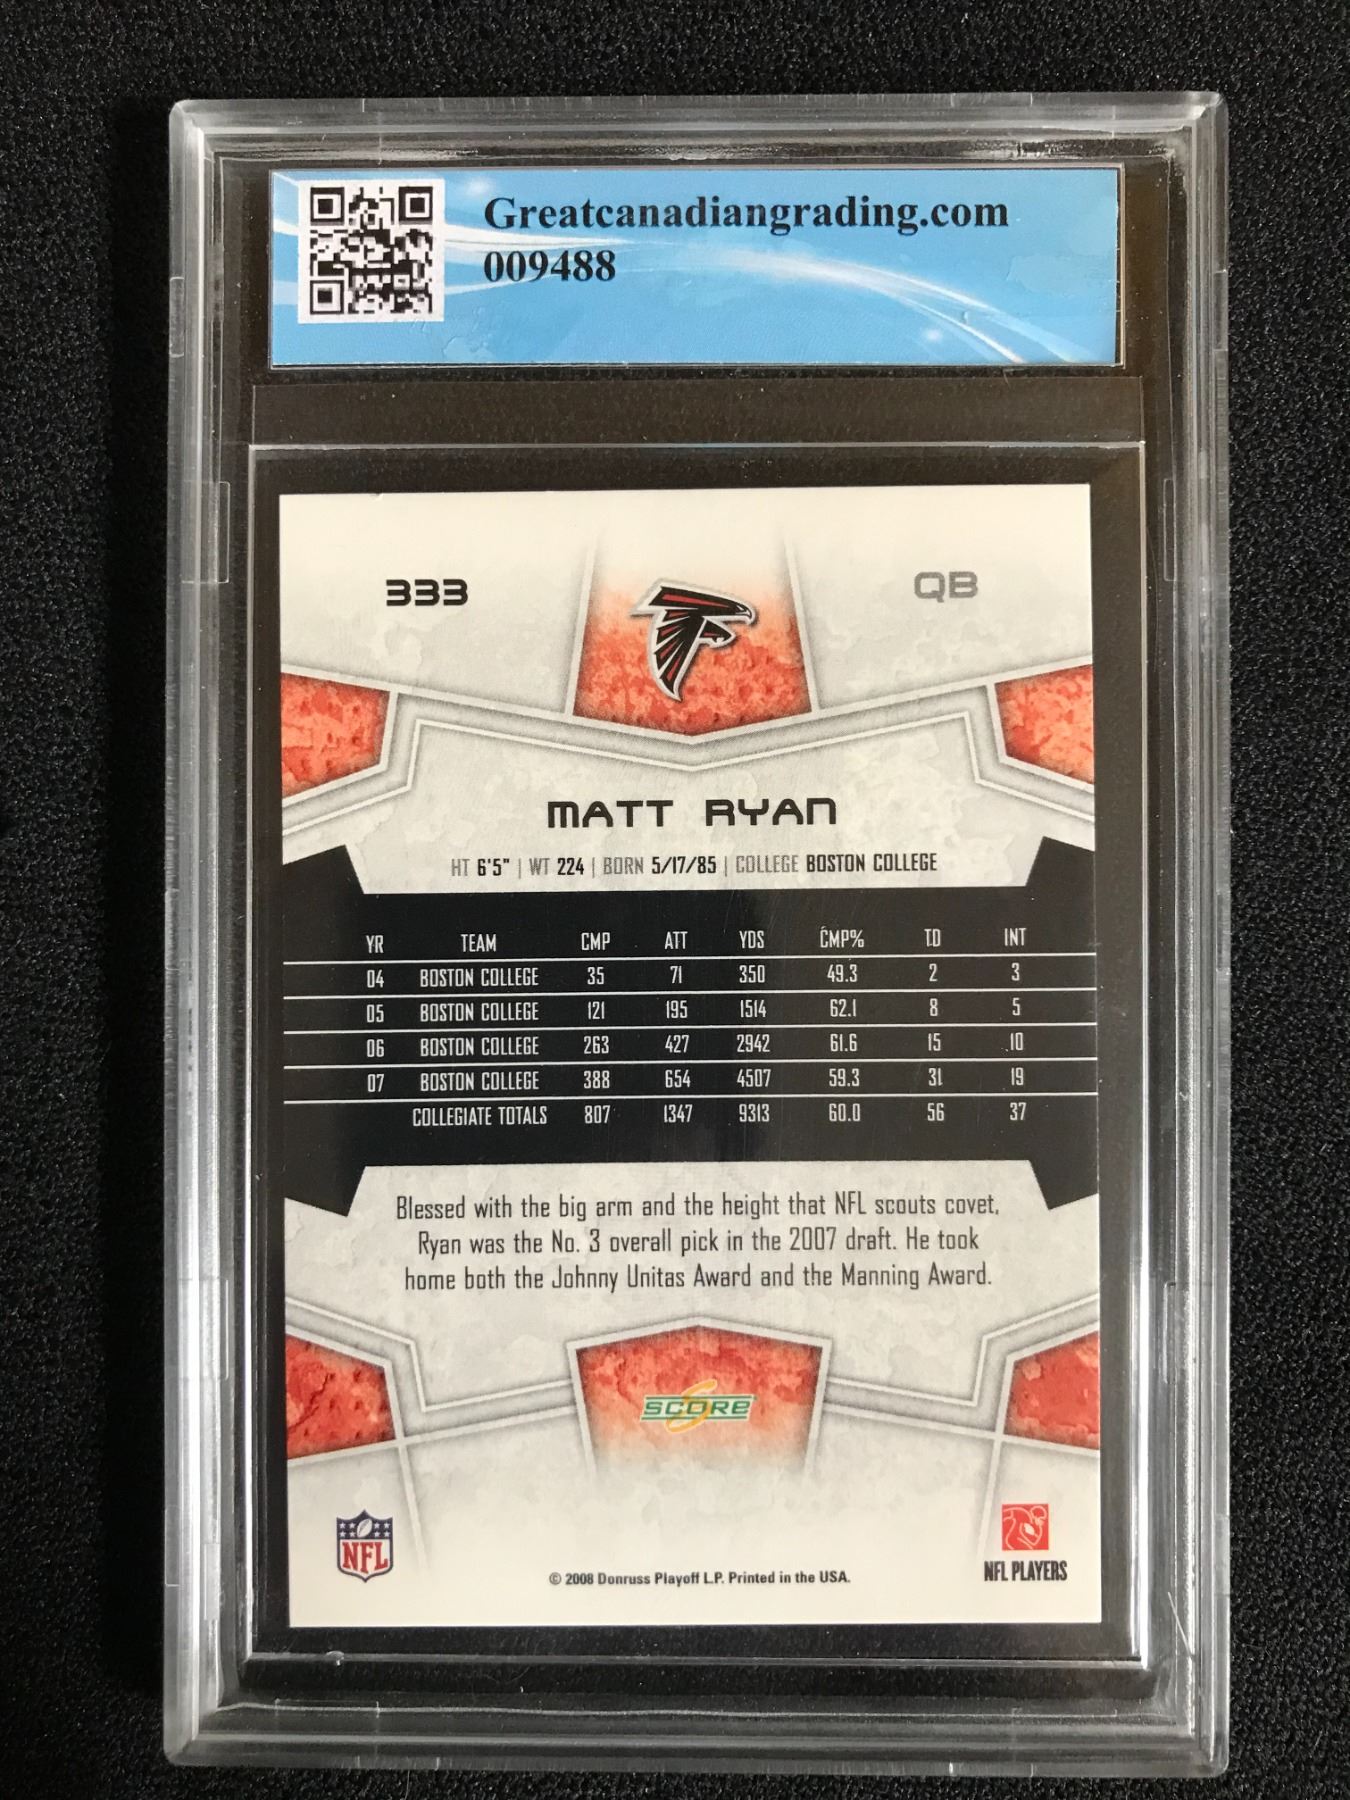 Greatcanadiangrading.com
009488
333 QB
MATT RYAN
HT 6'5" | WT 224 | BORN 5/17/85 | COLLEGE BOSTON COLLEGE
YR TEAM CMP ATT YDS CMP% TD INT
04 BOSTON COLLEGE 35 71 350 49.3 2 3
05 BOSTON COLLEGE 121 195 1514 62.1 8 5
06 BOSTON COLLEGE 263 427 2942 61.6 15 10
07 BOSTON COLLEGE 388 654 4507 59.3 31 19
COLLEGIATE TOTALS 807 1347 9313 60.0 56 37
Blessed with the big arm and the height that NFL scouts covet,
Ryan was the No. 3 overall pick in the 2007 draft. He took
home both the Johnny Unitas Award and the Manning Award.
SCORE
NFL
© 2008 Donruss Playoff L.P. Printed in the USA.
NFL PLAYERS